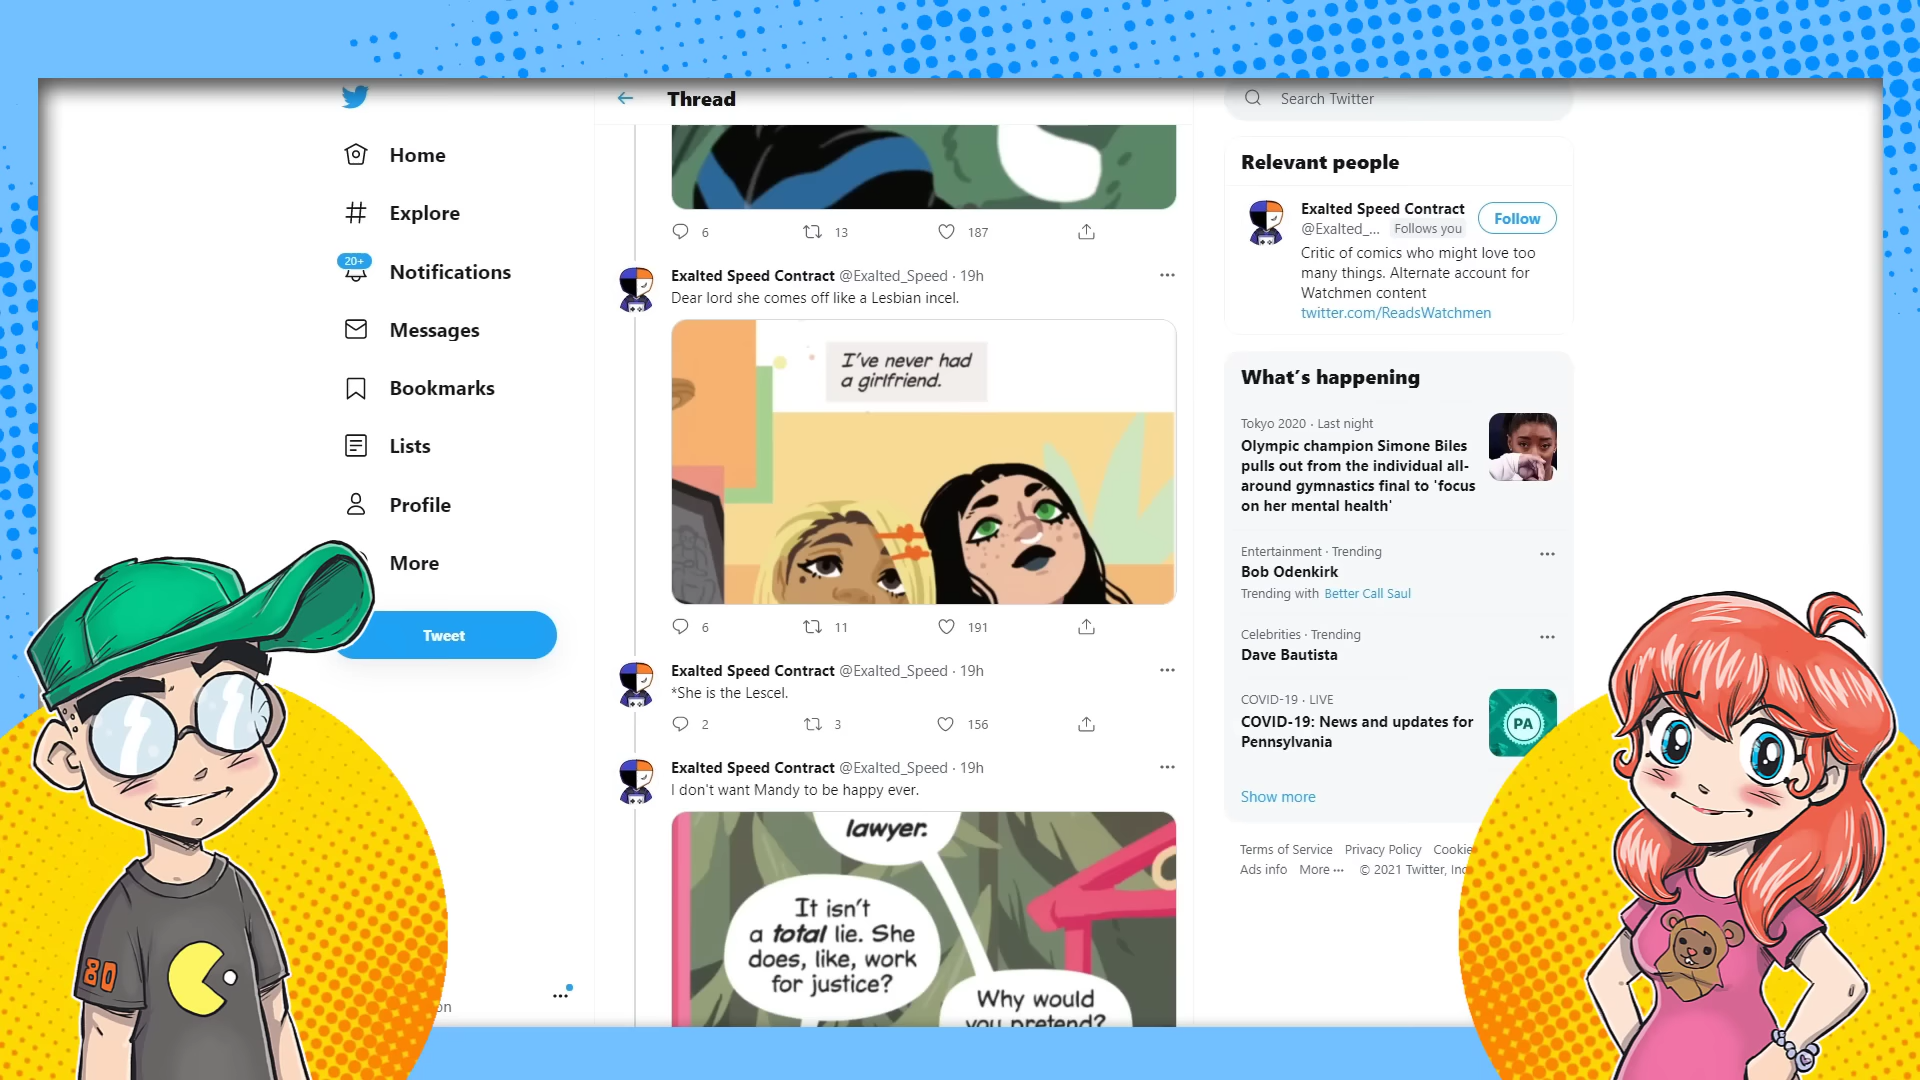 Home
Explore
20+
Notifications
Messages
Bookmarks
Lists
Profile
More
Tweet
on
80
Thread
6 13 187
Exalted Speed Contract @Exalted_Speed · 19h
Dear lord she comes off like a Lesbian incel.
I've never had
a girlfriend.
6 11 191
Exalted Speed Contract @Exalted_Speed · 19h
*She is the Lescel.
2 3 156
Exalted Speed Contract @Exalted_Speed · 19h
I don't want Mandy to be happy ever.
lawyer.
It isn't
a total lie. She
does, like, work
for justice?
Why would
you pretend?
Search Twitter
Relevant people
Exalted Speed Contract
@Exalted_... Follows you
Follow
Critic of comics who might love too
many things. Alternate account for
Watchmen content
twitter.com/ReadsWatchmen
What's happening
Tokyo 2020 · Last night
Olympic champion Simone Biles
pulls out from the individual all-
around gymnastics final to 'focus
on her mental health'
Entertainment · Trending
Bob Odenkirk
Trending with Better Call Saul
Celebrities · Trending
Dave Bautista
COVID-19 · LIVE
COVID-19: News and updates for
Pennsylvania
PA
Show more
Terms of Service Privacy Policy Cookie
Ads info More ··· © 2021 Twitter, Inc